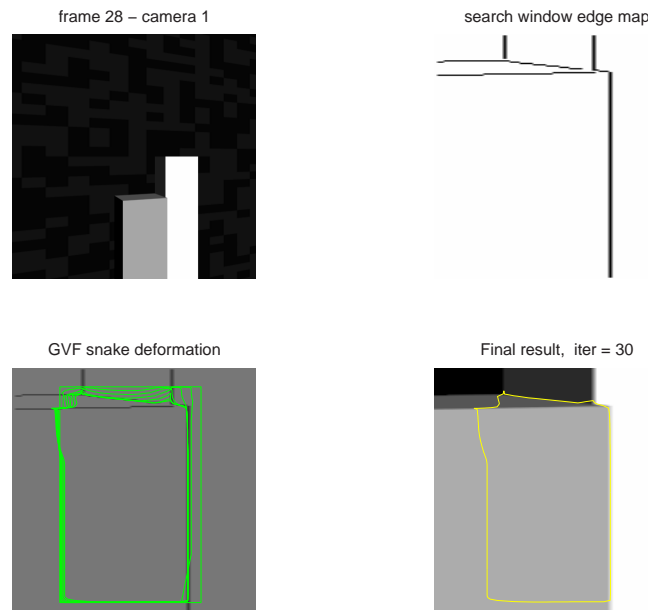 frame 28 – camera 1
search window edge map
GVF snake deformation
Final result,  iter = 30